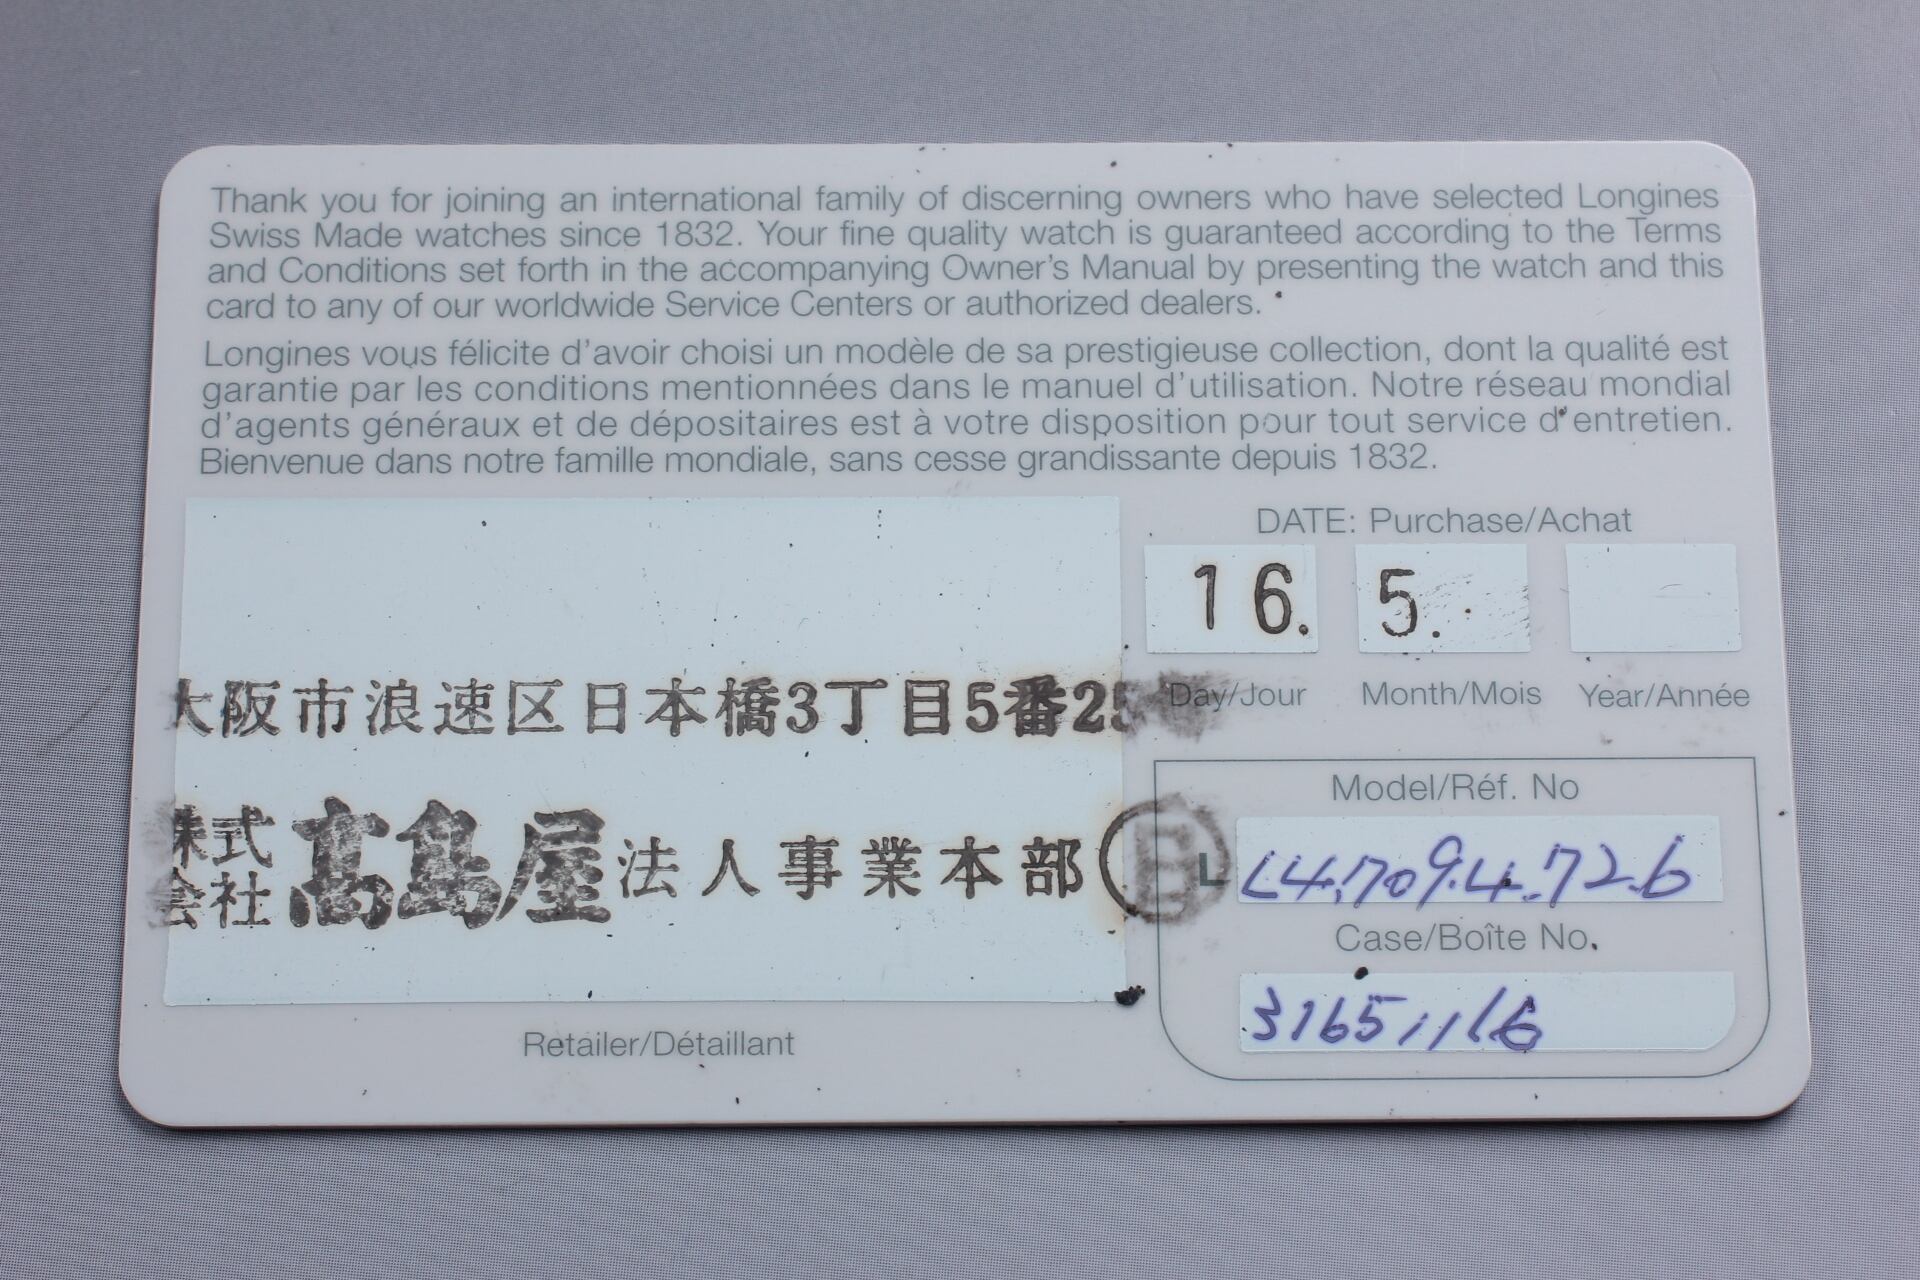 Thank you for joining an international family of discerning owners who have selected Longines
Swiss Made watches since 1832. Your fine quality watch is guaranteed according to the Terms
and Conditions set forth in the accompanying Owner's Manual by presenting the watch and this
card to any of our worldwide Service Centers or authorized dealers.
Longines vous félicite d'avoir choisi un modèle de sa prestigieuse collection, dont la qualité est
garantie par les conditions mentionnées dans le manuel d'utilisation. Notre réseau mondial
d'agents généraux et de dépositaires est à votre disposition pour tout service d'entretien.
Bienvenue dans notre famille mondiale, sans cesse grandissante depuis 1832.
DATE: Purchase/Achat
16. 5.
Day/Jour Month/Mois Year/Année
大阪市浪速区日本橋3丁目5番25
株式会社 髙島屋 法人事業本部
Retailer/Détaillant
Model/Réf. No
L L4.709.4.72.6
Case/Boîte No.